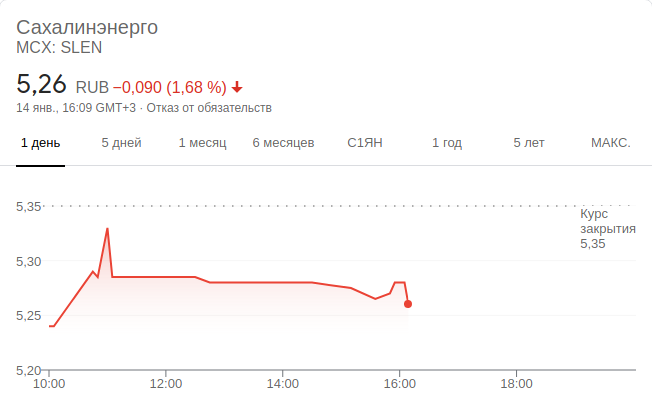 Сахалинэнерго
MCX: SLEN
5,26 RUB −0,090 (1,68 %)
14 янв., 16:09 GMT+3 · Отказ от обязательств
1 день 5 дней 1 месяц 6 месяцев С1ЯН 1 год 5 лет МАКС.
5,35
Курс
закрытия
5,35
5,30
5,25
5,20
10:00 12:00 14:00 16:00 18:00